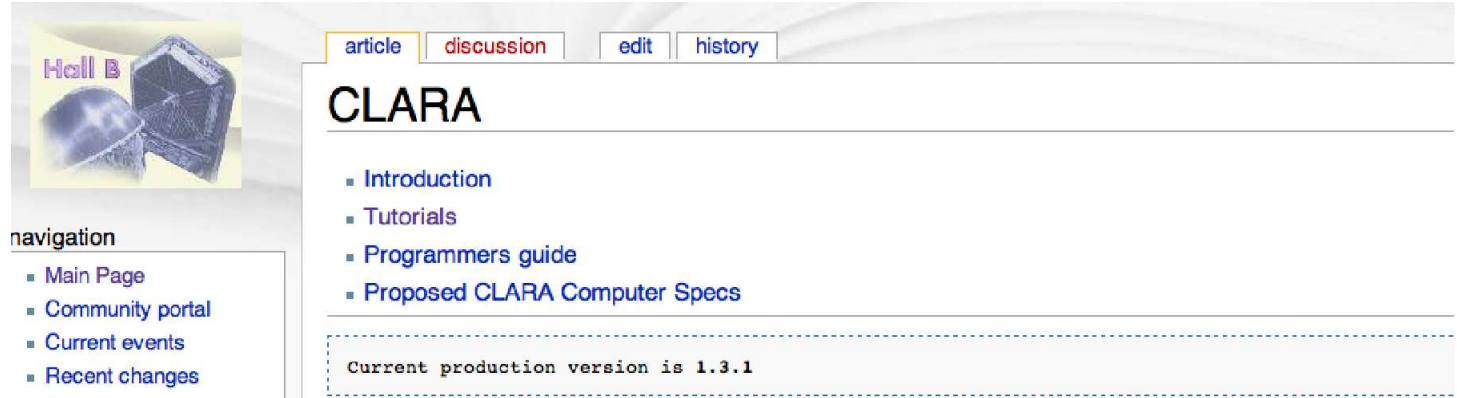 Hall B
article discussion edit history
CLARA
Introduction
Tutorials
Programmers guide
Proposed CLARA Computer Specs
Current production version is 1.3.1
navigation
Main Page
Community portal
Current events
Recent changes